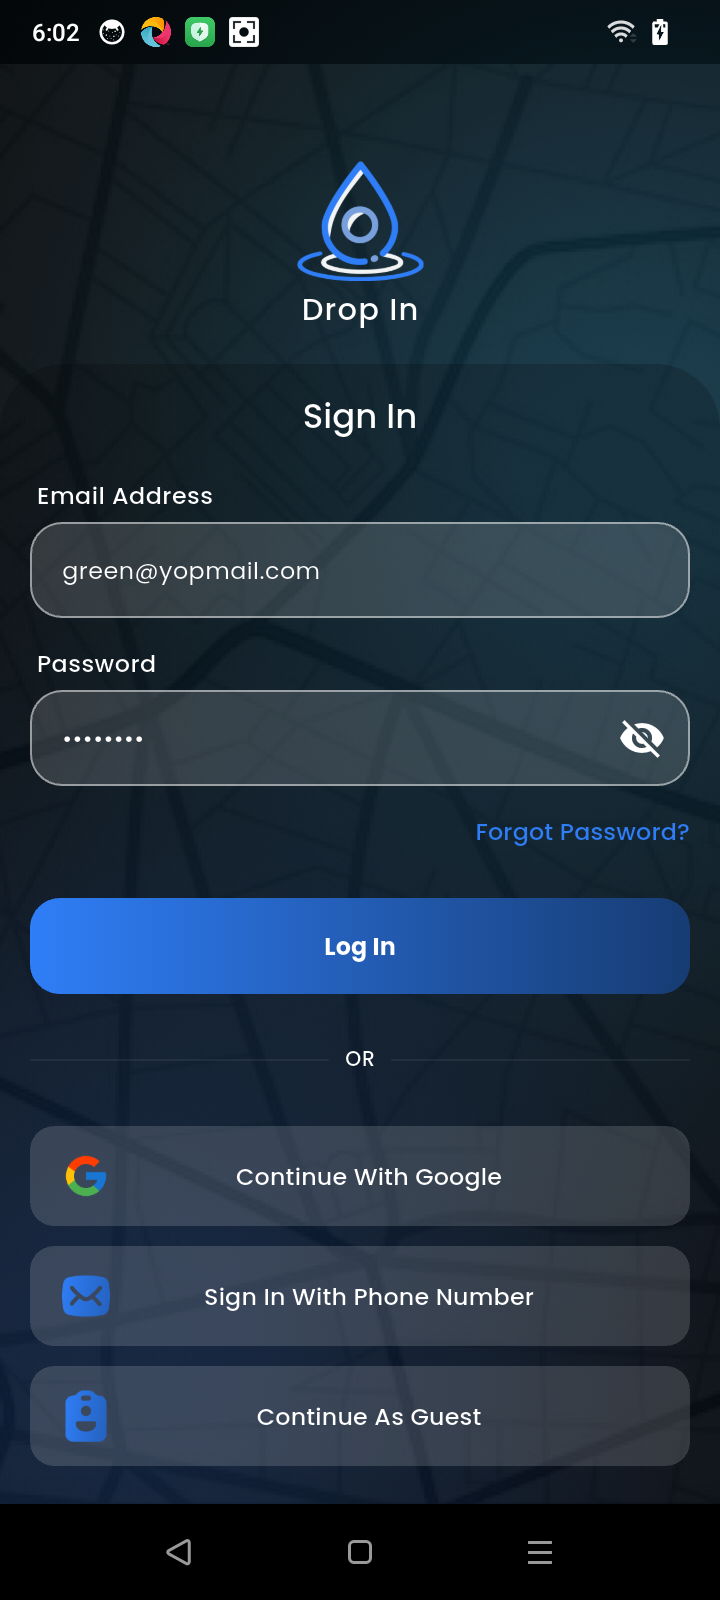 6:02
Drop In
Sign In
Email Address
green@yopmail.com
Password
••••••••
Forgot Password?
Log In
OR
Continue With Google
Sign In With Phone Number
Continue As Guest